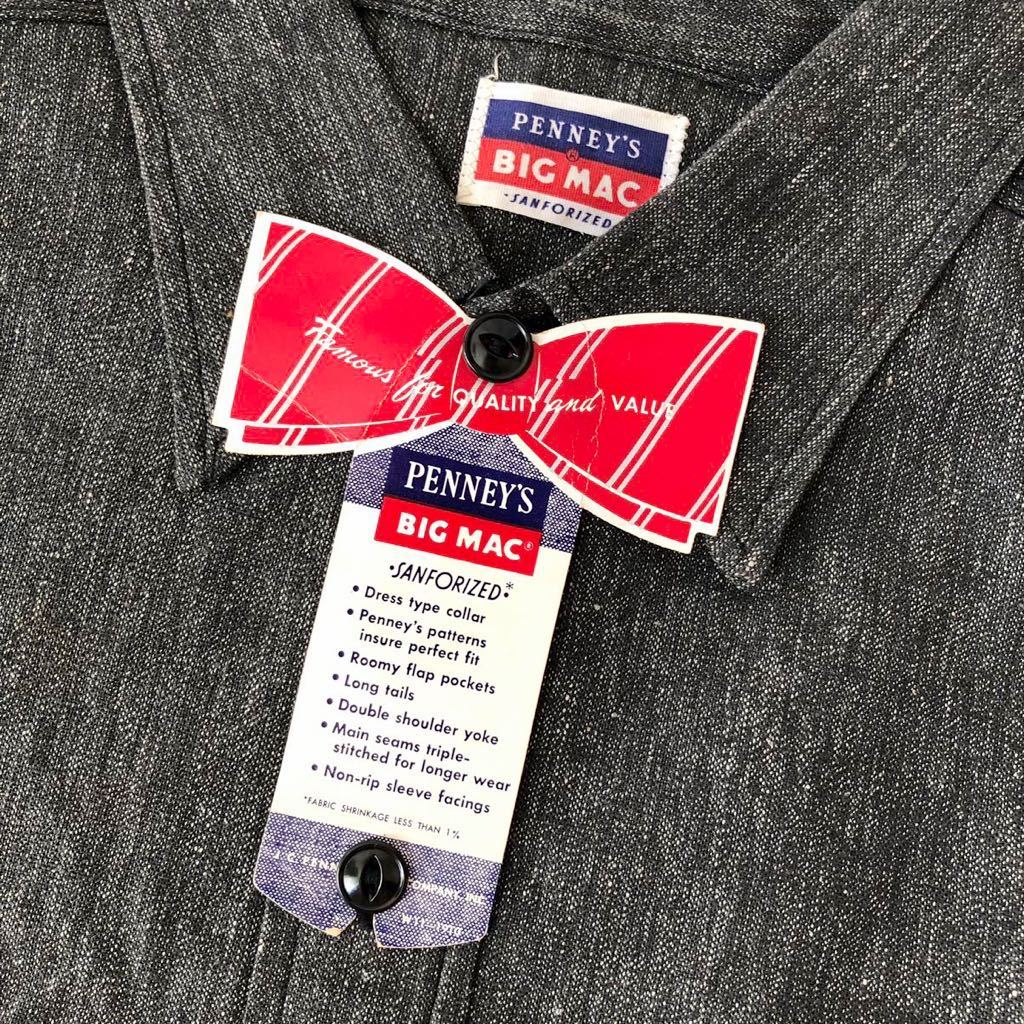 PENNEY'S
®
BIG MAC
·SANFORIZED
Famous for QUALITY and VALUE
PENNEY'S
BIG MAC®
·SANFORIZED·*
• Dress type collar
• Penney's patterns
insure perfect fit
• Roomy flap pockets
• Long tails
• Double shoulder yoke
• Main seams triple-
stitched for longer wear
• Non-rip sleeve facings
*FABRIC SHRINKAGE LESS THAN 1%
J. C. PENN COMPANY, INC